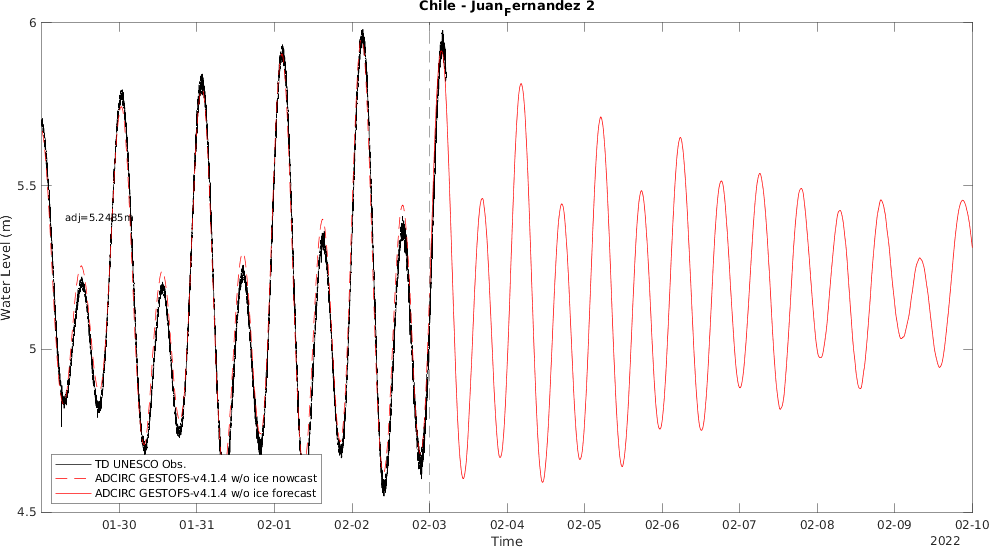 Chile - Juan_Fernandez 2
6
5.5
5
4.5
Water Level (m)
adj=5.2485m
TD UNESCO Obs.
ADCIRC GESTOFS-v4.1.4 w/o ice nowcast
ADCIRC GESTOFS-v4.1.4 w/o ice forecast
01-30 01-31 02-01 02-02 02-03 02-04 02-05 02-06 02-07 02-08 02-09 02-10
Time
2022